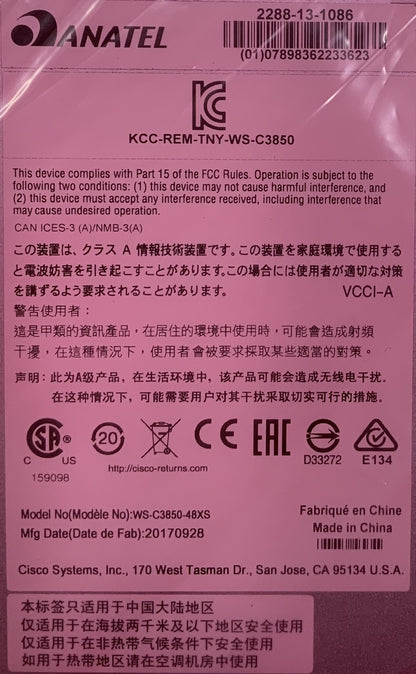 ANATEL
2288-13-1086
(01)07898362233623
KCC-REM-TNY-WS-C3850
This device complies with Part 15 of the FCC Rules. Operation is subject to the
following two conditions: (1) this device may not cause harmful interference, and
(2) this device must accept any interference received, including interference that
may cause undesired operation.
CAN ICES-3 (A)/NMB-3(A)
この装置は、クラス A 情報技術装置です。この装置を家庭環境で使用する
と電波妨害を引き起こすことがあります。この場合には使用者が適切な対策
を講ずるよう要求されることがあります。 VCCI-A
警告使用者：
這是甲類的資訊產品，在居住的環境中使用時，可能會造成射頻
干擾，在這種情況下，使用者會被要求採取某些適當的對策。
声明：此为A级产品，在生活环境中，该产品可能会造成无线电干扰.
在这种情况下，可能需要用户对其干扰采取切实可行的措施。
SA ® 20 CE EAC
C US http://cisco-returns.com D33272 E134
159098
Model No(Modèle No):WS-C3850-48XS
Mfg Date(Date de Fab):20170928
Fabriqué en Chine
Made in China
Cisco Systems, Inc., 170 West Tasman Dr., San Jose, CA 95134 U.S.A.
本标签只适用于中国大陆地区
仅适用于在海拔两千米及以下地区安全使用
仅适用于在非热带气候条件下安全使用
如用于热带地区请在空调机房中使用